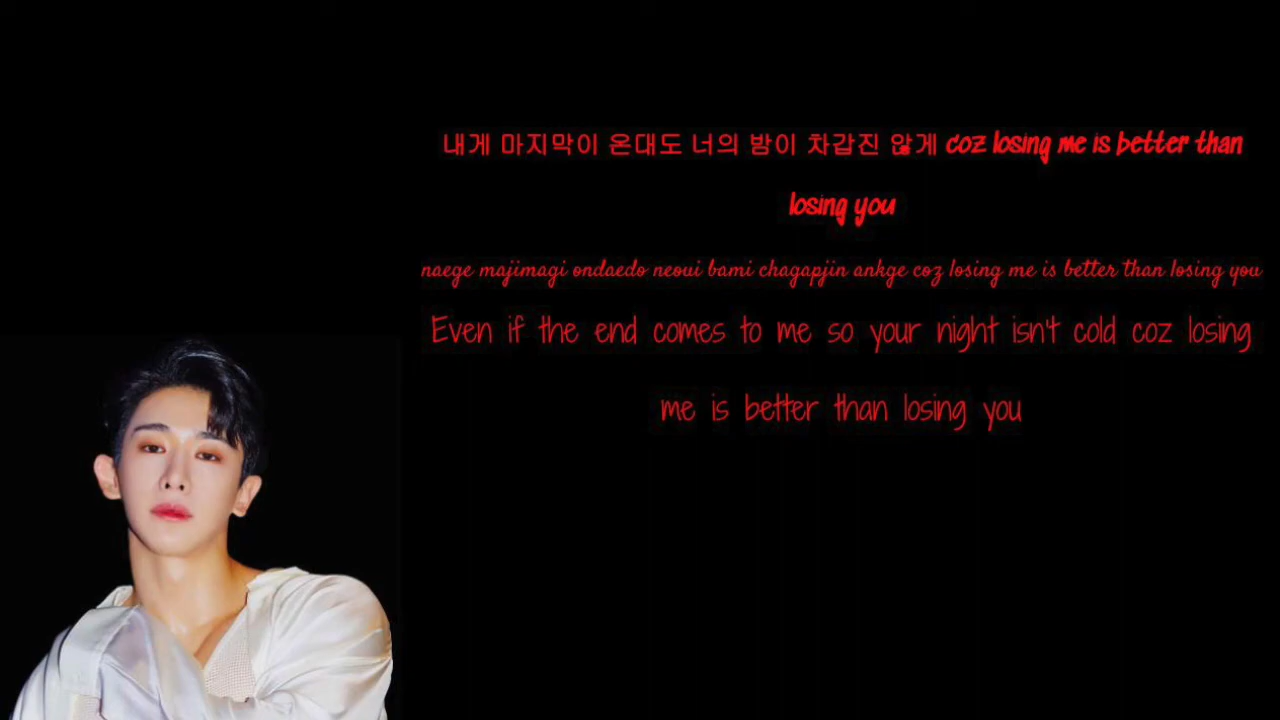 내게 마지막이 온대도 너의 밤이 차갑진 않게 coz losing me is better than
losing you
naege majimagi ondaedo neoui bami chagapjin ankge coz losing me is better than losing you
Even if the end comes to me so your night isn't cold coz losing
me is better than losing you